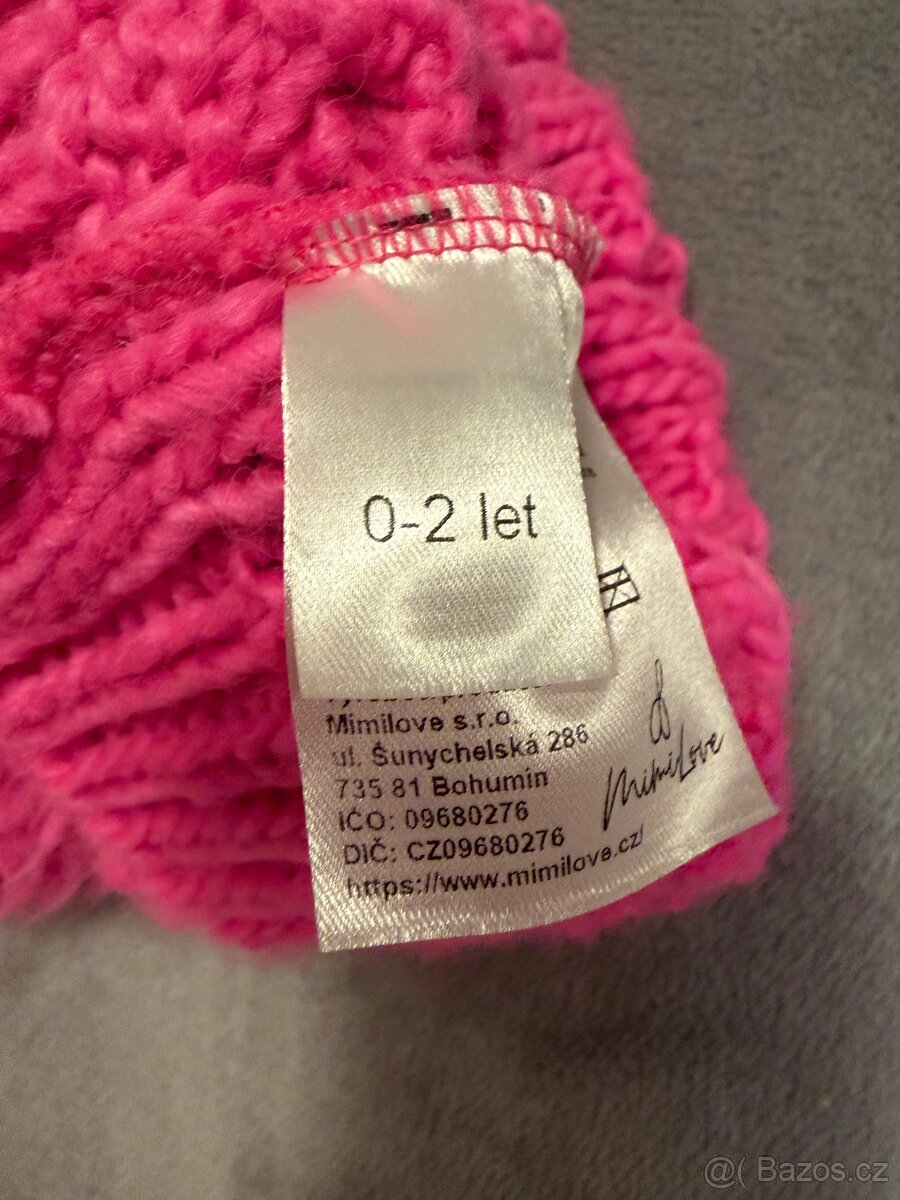 0-2 let
Mimilove s.r.o.
ul. Šunychelská 286
735 81 Bohumín
IČO: 09680276
DIČ: CZ09680276
https://www.mimilove.cz/
MimiLove
@( Bazos.cz